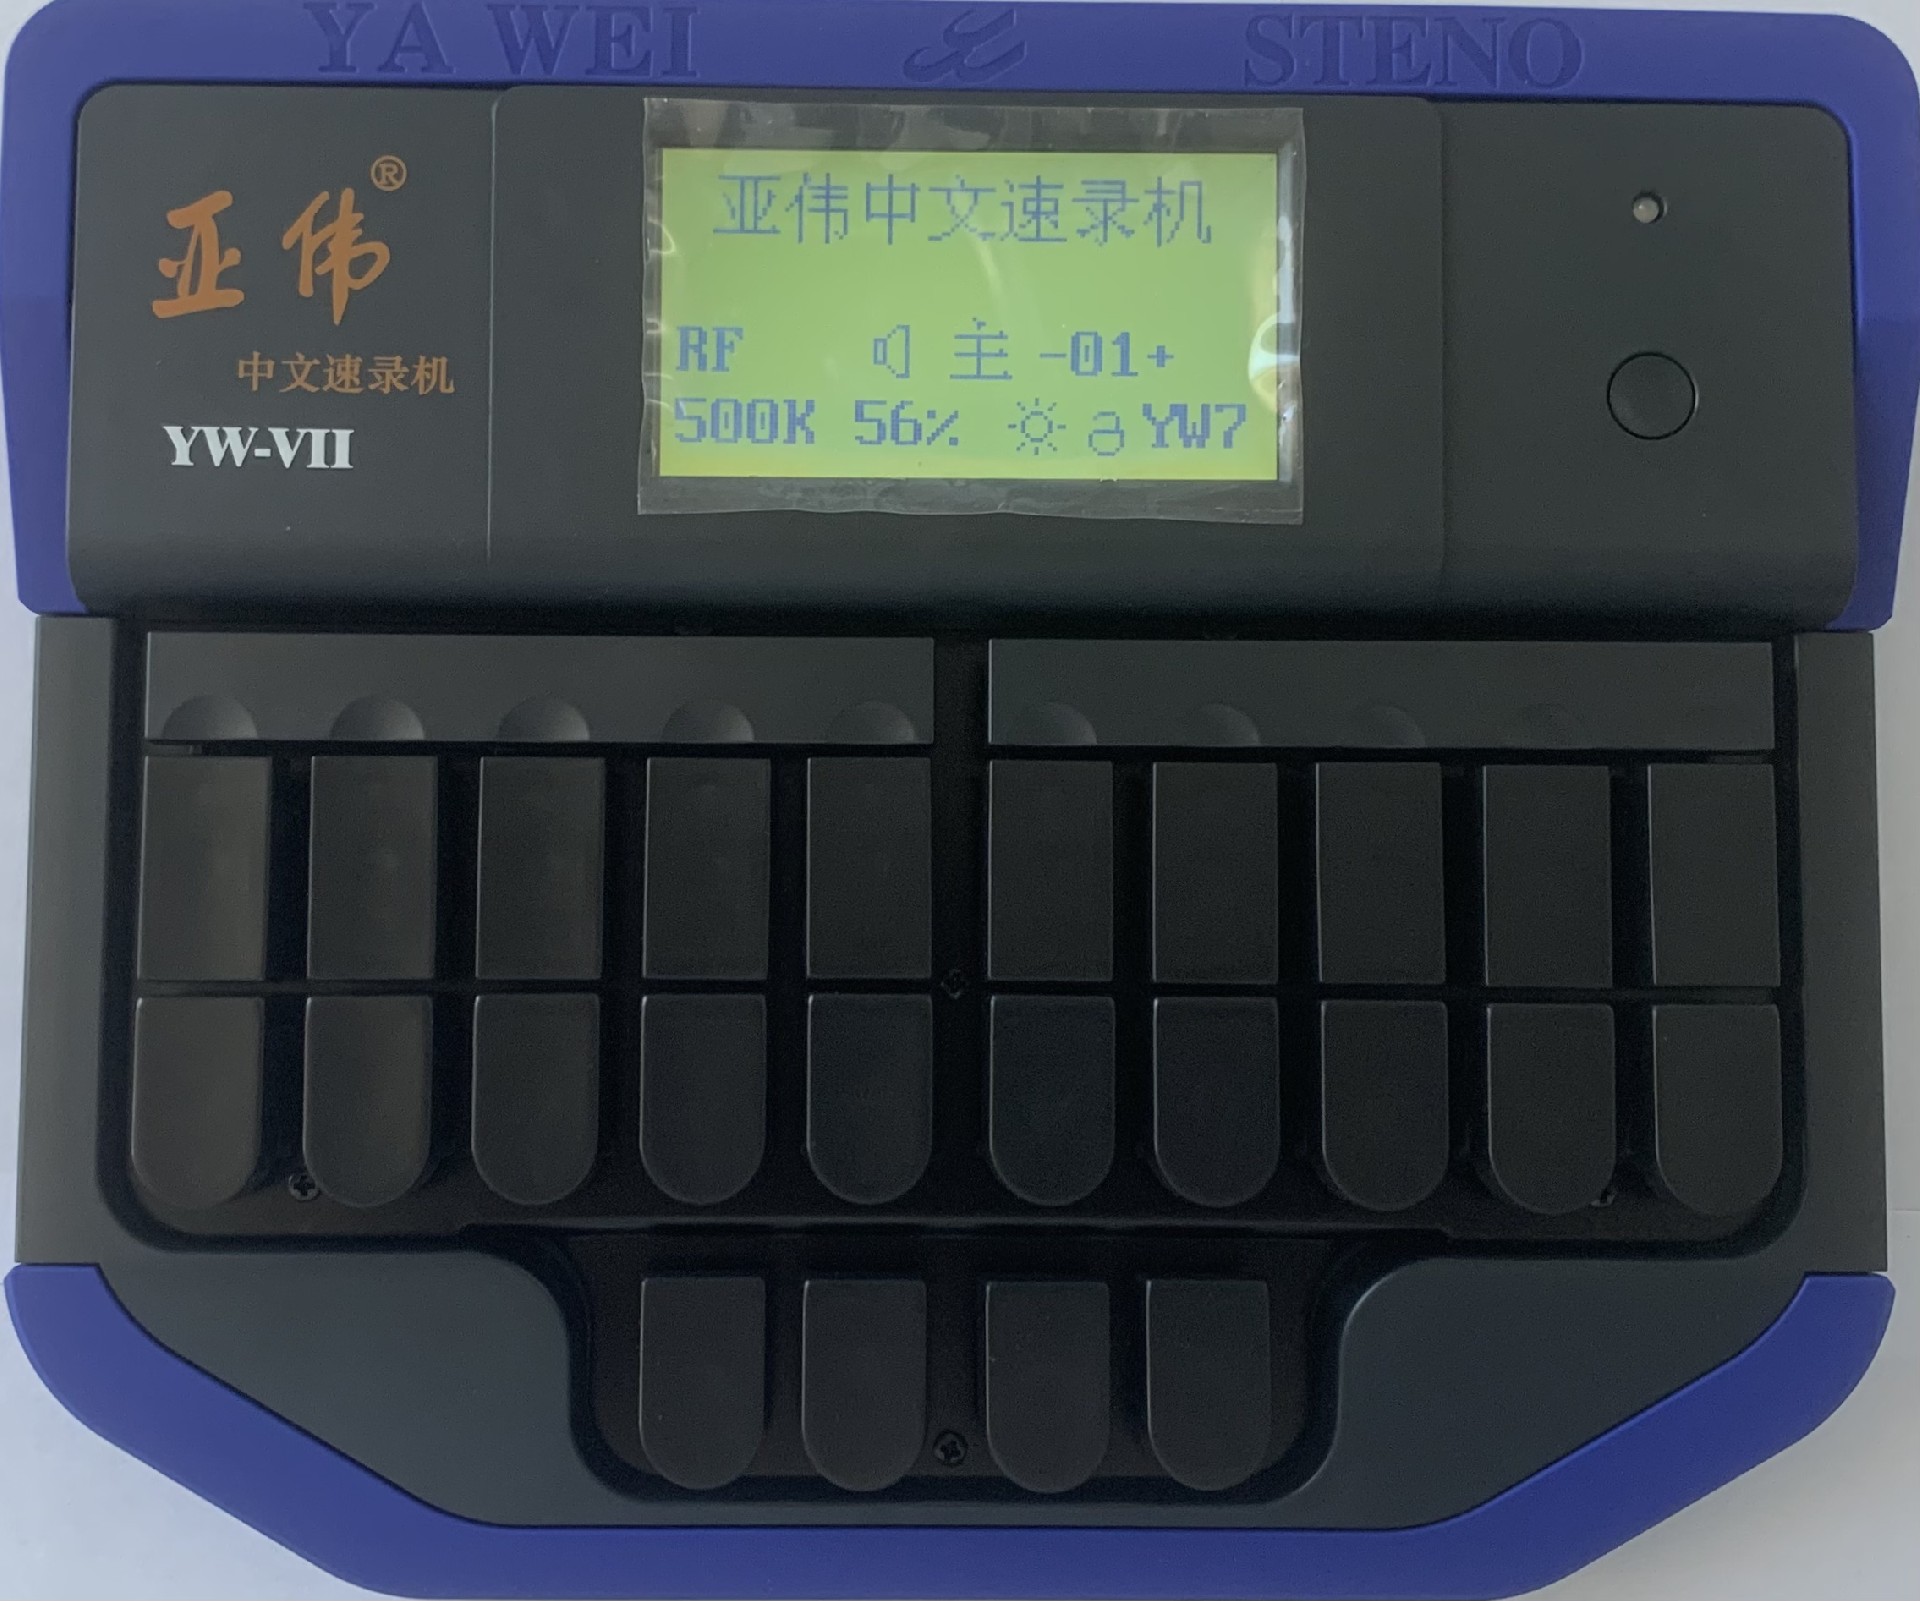 YA WEI STENO
亚伟®
中文速录机
YW-VII
亚伟中文速录机
RF 主 -01+
500K 56% YW7